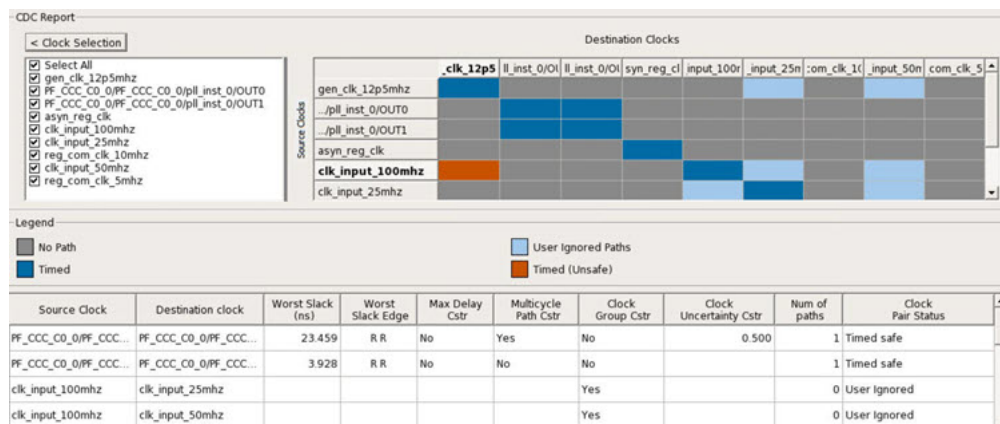 CDC Report
< Clock Selection
Select All
gen_clk_12p5mhz
PF_CCC_C0_0/PF_CCC_C0_0/pll_inst_0/OUT0
PF_CCC_C0_0/PF_CCC_C0_0/pll_inst_0/OUT1
asyn_reg_clk
clk_input_100mhz
clk_input_25mhz
reg_com_clk_10mhz
clk_input_50mhz
reg_com_clk_5mhz
Destination Clocks
_clk_12p5 ll_inst_0/OU ll_inst_0/OU syn_reg_cl input_100r _input_25n :om_clk_1( _input_50n com_clk_5
Source Clocks
gen_clk_12p5mhz
.../pll_inst_0/OUT0
.../pll_inst_0/OUT1
asyn_reg_clk
clk_input_100mhz
clk_input_25mhz
Legend
No Path User Ignored Paths
Timed Timed (Unsafe)
Source Clock Destination clock Worst Slack (ns) Worst Slack Edge Max Delay Cstr Multicycle Path Cstr Clock Group Cstr Clock Uncertainty Cstr Num of paths Clock Pair Status
PF_CCC_C0_0/PF_CCC... PF_CCC_C0_0/PF_CCC... 23.459 R R No Yes No 0.500 1 Timed safe
PF_CCC_C0_0/PF_CCC... PF_CCC_C0_0/PF_CCC... 3.928 R R No No No 1 Timed safe
clk_input_100mhz clk_input_25mhz Yes 0 User Ignored
clk_input_100mhz clk_input_50mhz Yes 0 User Ignored